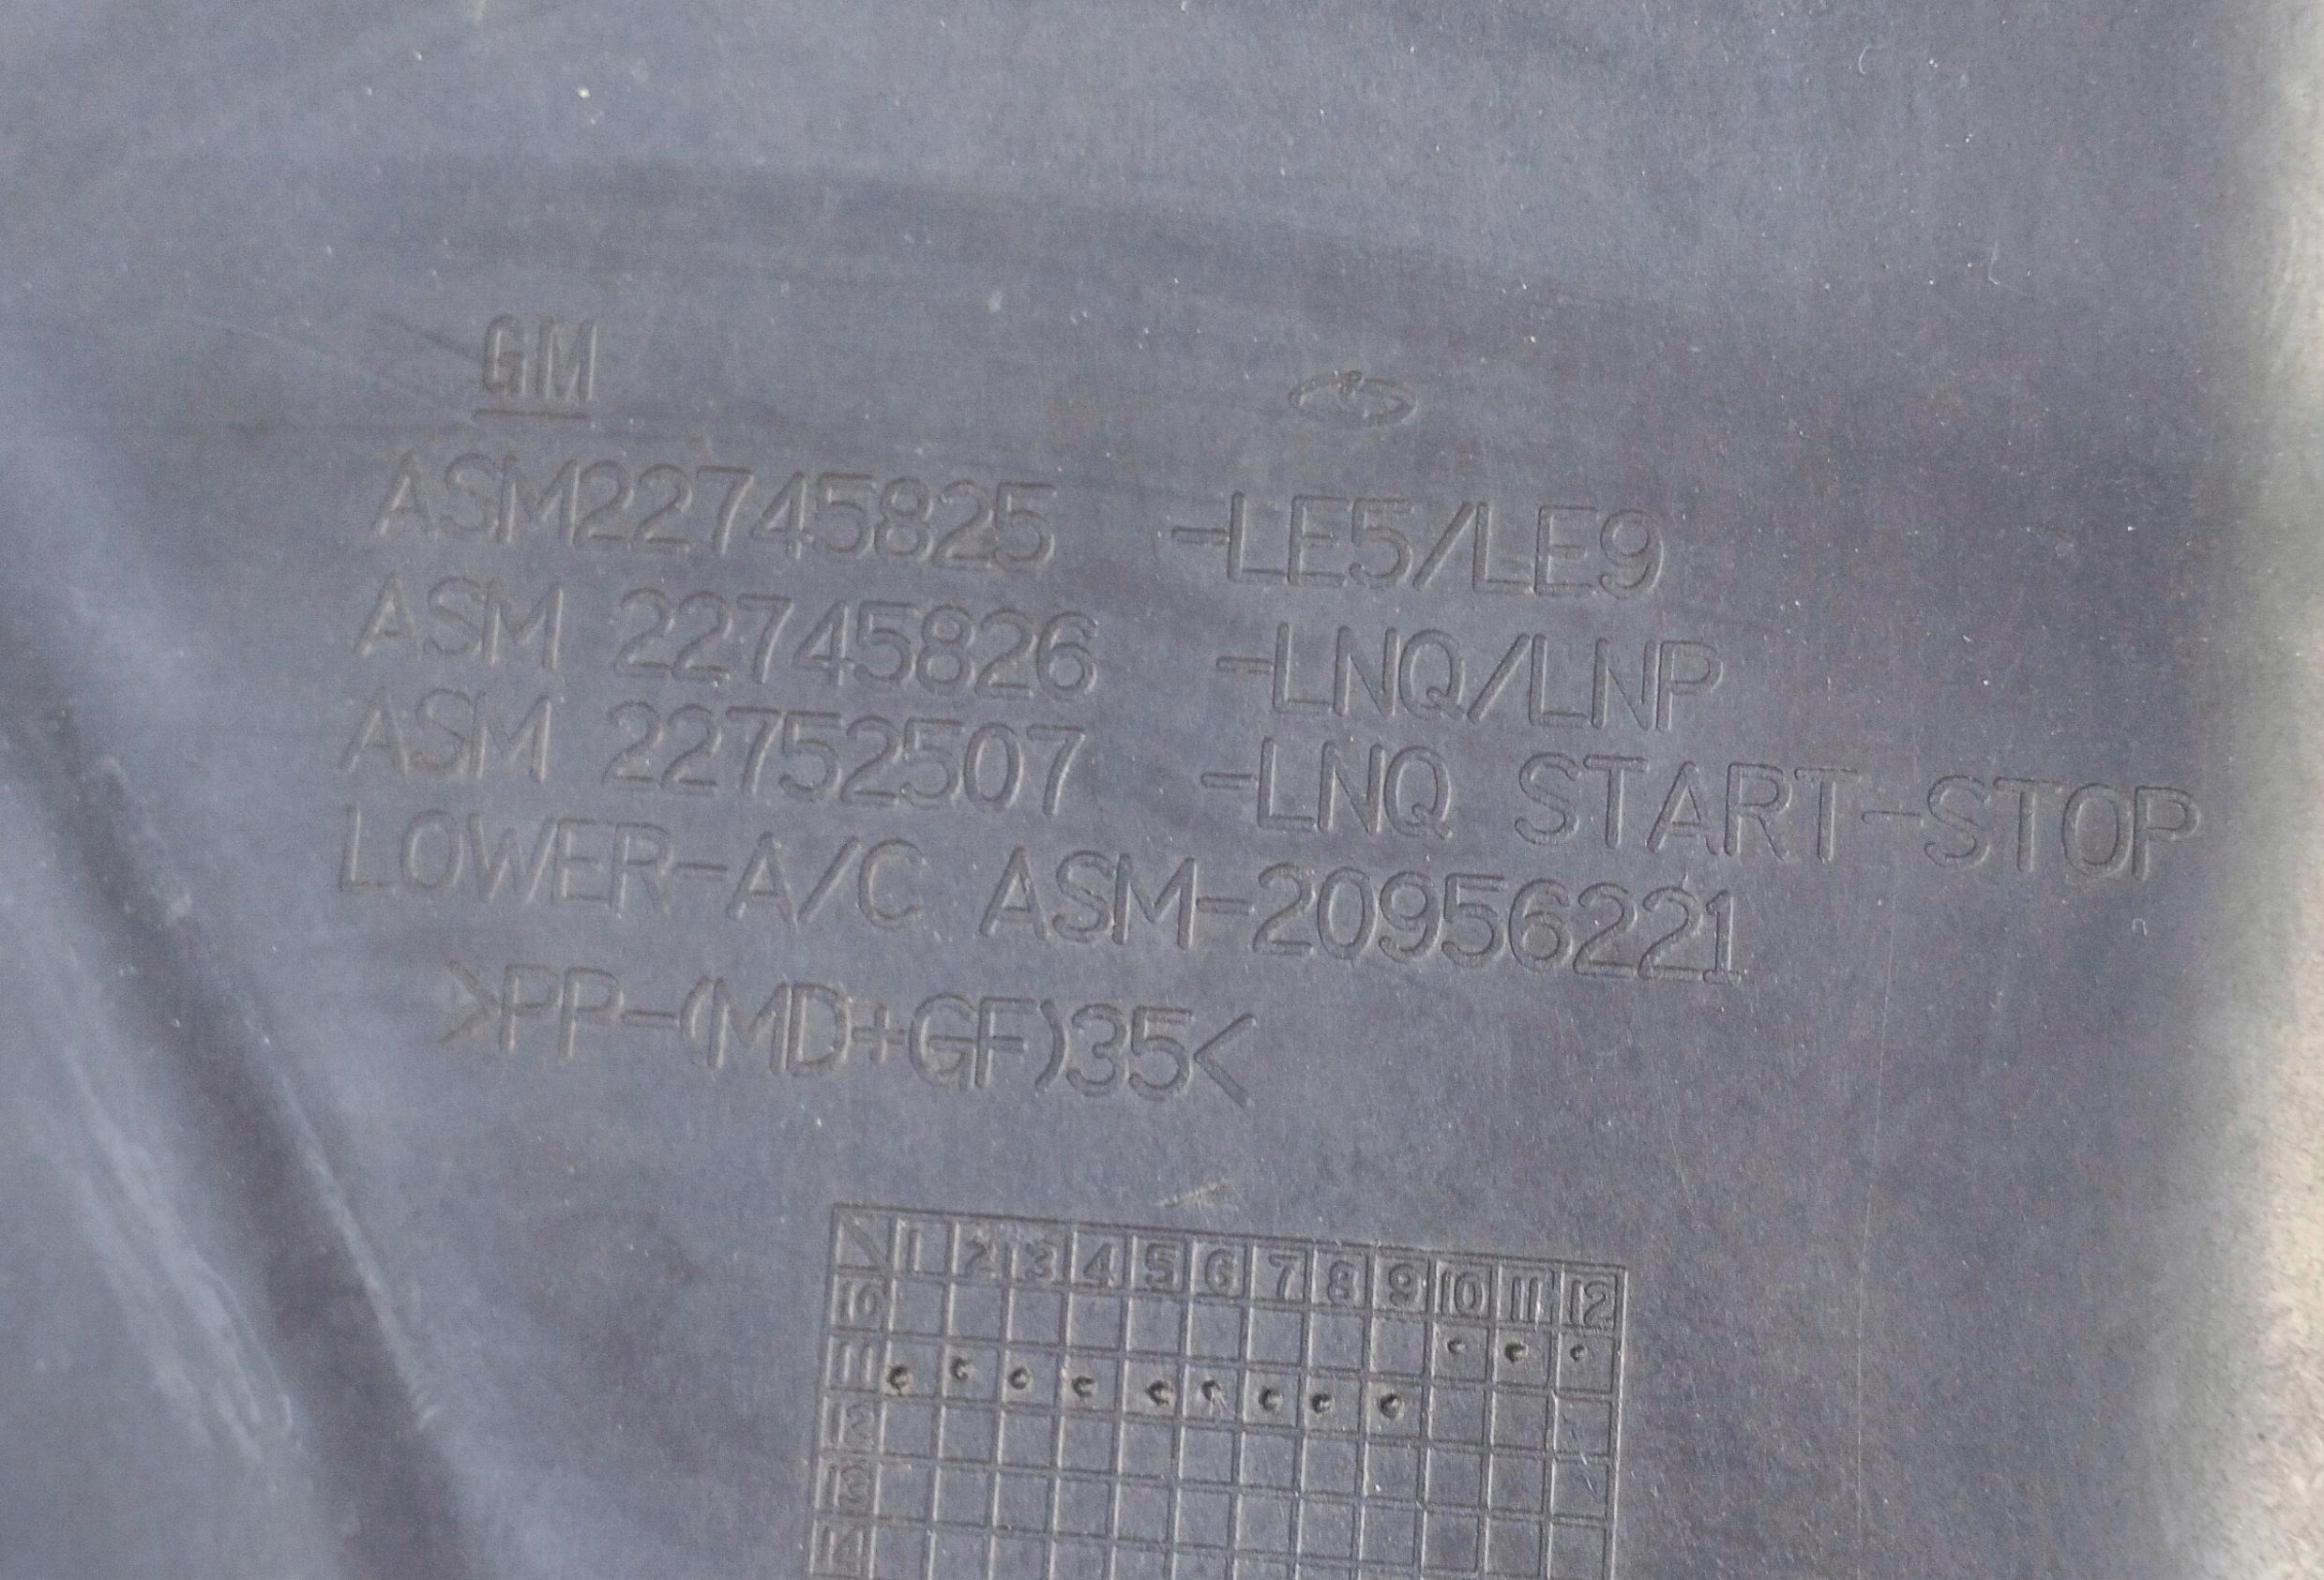 GM
ASM22745825 -LE5/LE9
ASM 22745826 -LNQ/LNP
ASM 22752507 -LNQ START-STOP
LOWER-A/C ASM-20956221
>PP-(MD+GF)35<
1 2 3 4 5 6 7 8 9 10 11 12
10
11
12
13
14